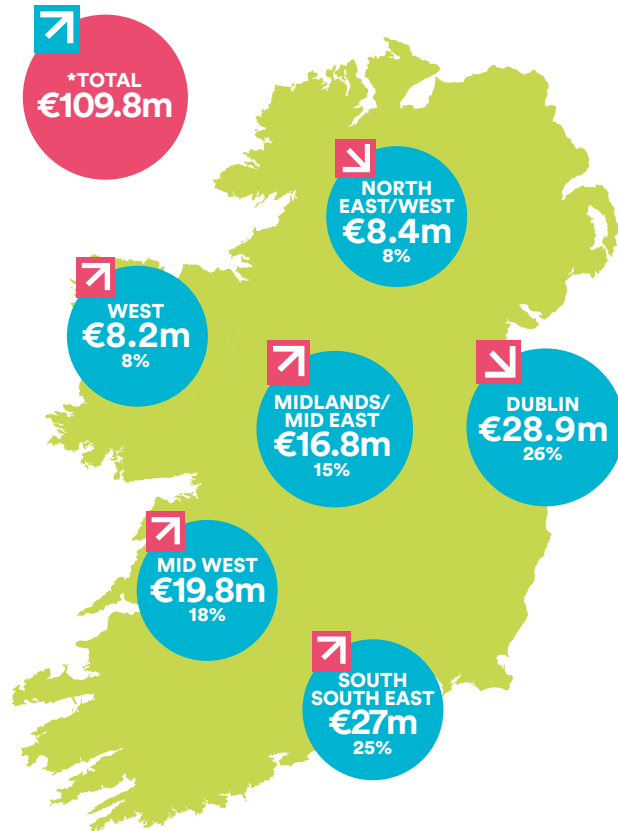 *TOTAL
€109.8m
NORTH
EAST/WEST
€8.4m
8%
WEST
€8.2m
8%
MIDLANDS/
MID EAST
€16.8m
15%
DUBLIN
€28.9m
26%
MID WEST
€19.8m
18%
SOUTH
SOUTH EAST
€27m
25%